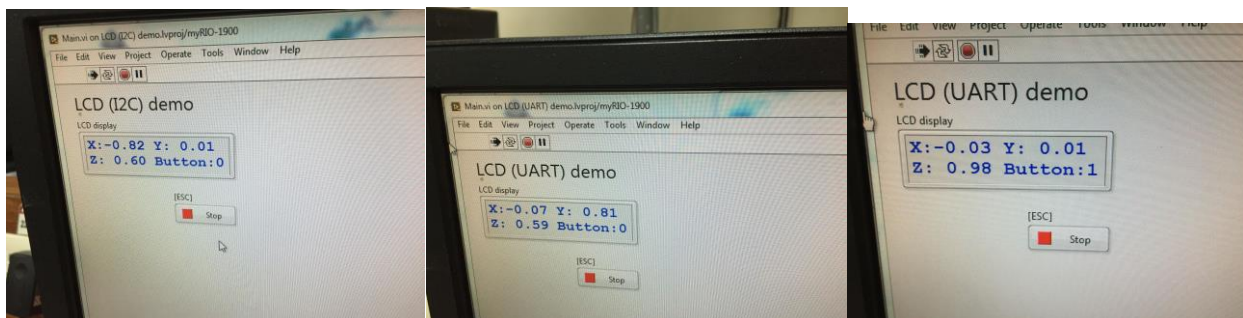 Main.vi on LCD (I2C) demo.lvproj/myRIO-1900
File Edit View Project Operate Tools Window Help
LCD (I2C) demo
LCD display
X:-0.82 Y: 0.01
Z: 0.60 Button:0
[ESC]
Stop
Main.vi on LCD (UART) demo.lvproj/myRIO-1900
File Edit View Project Operate Tools Window Help
LCD (UART) demo
LCD display
X:-0.07 Y: 0.81
Z: 0.59 Button:0
[ESC]
Stop
File Edit View Project Operate Tools Window Help
LCD (UART) demo
LCD display
X:-0.03 Y: 0.01
Z: 0.98 Button:1
[ESC]
Stop